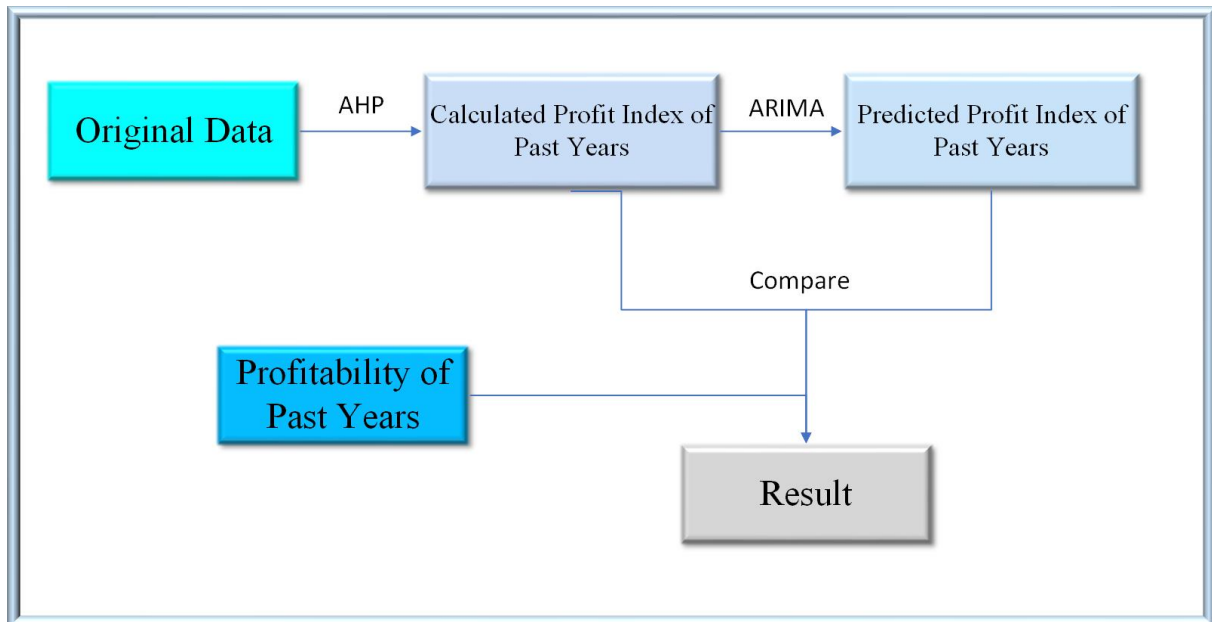 Original Data
AHP
Calculated Profit Index of
Past Years
ARIMA
Predicted Profit Index of
Past Years
Compare
Profitability of
Past Years
Result